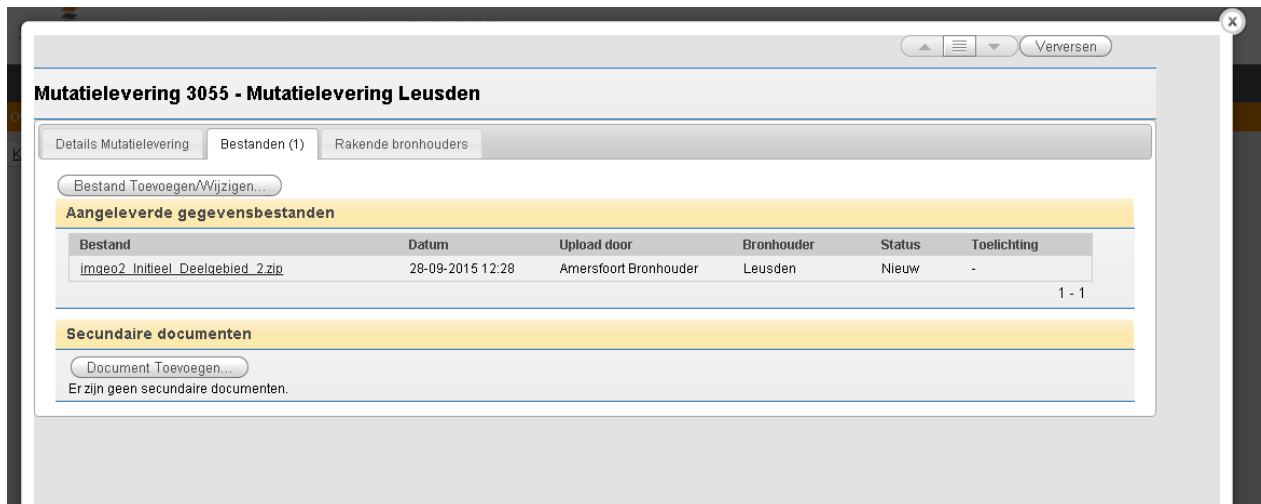 Verversen
Mutatielevering 3055 - Mutatielevering Leusden
Details Mutatielevering Bestanden (1) Rakende bronhouders
Bestand Toevoegen/Wijzigen...
Aangeleverde gegevensbestanden
Bestand Datum Upload door Bronhouder Status Toelichting
imgeo2_Initieel_Deelgebied_2.zip 28-09-2015 12:28 Amersfoort Bronhouder Leusden Nieuw -
1 - 1
Secundaire documenten
Document Toevoegen...
Er zijn geen secundaire documenten.